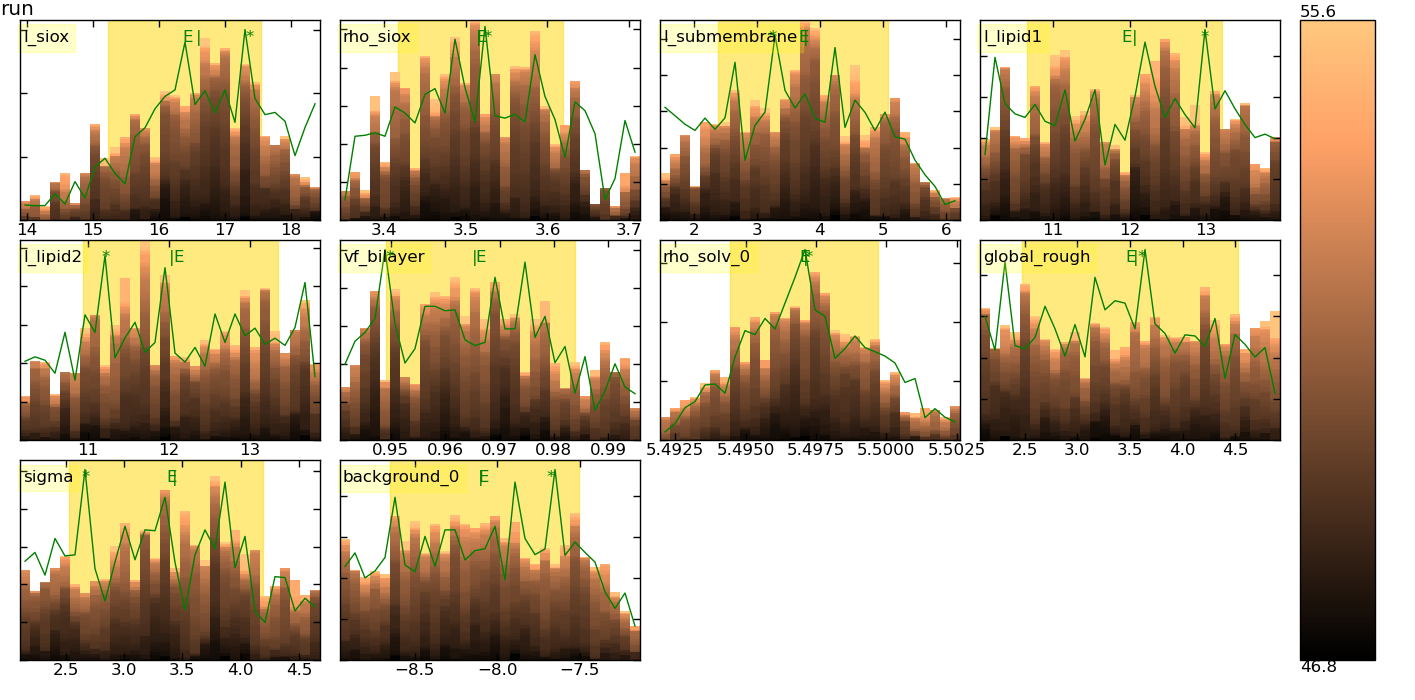 run
l_siox E | *
rho_siox E *
l_submembrane * E
l_lipid1 E| *
55.6
14 15 16 17 18
3.4 3.5 3.6 3.7
2 3 4 5 6
11 12 13
l_lipid2 * |E
vf_bilayer * |E
rho_solv_0 E *
global_rough E| *
11 12 13
0.95 0.96 0.97 0.98 0.99
5.4925 5.4950 5.4975 5.5000 5.5025
2.5 3.0 3.5 4.0 4.5
sigma * E|
background_0 |E *
2.5 3.0 3.5 4.0 4.5
−8.5 −8.0 −7.5
46.8